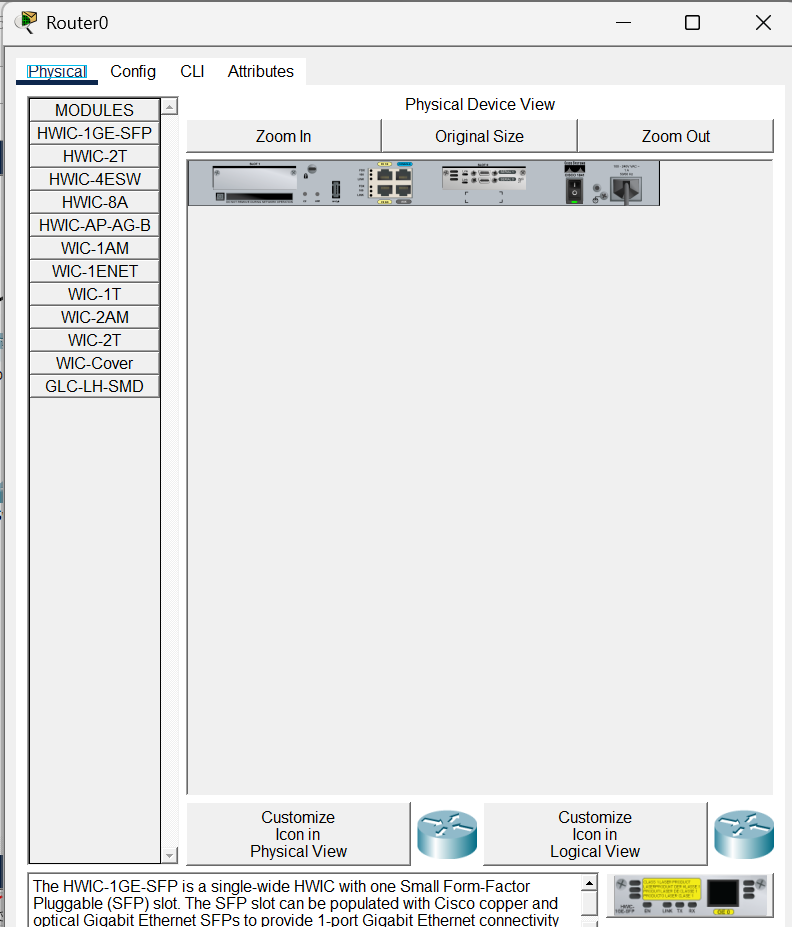 Router0
Physical Config CLI Attributes
MODULES
HWIC-1GE-SFP
HWIC-2T
HWIC-4ESW
HWIC-8A
HWIC-AP-AG-B
WIC-1AM
WIC-1ENET
WIC-1T
WIC-2AM
WIC-2T
WIC-Cover
GLC-LH-SMD
Physical Device View
Zoom In Original Size Zoom Out
Customize
Icon in
Physical View
Customize
Icon in
Logical View
The HWIC-1GE-SFP is a single-wide HWIC with one Small Form-Factor
Pluggable (SFP) slot. The SFP slot can be populated with Cisco copper and
optical Gigabit Ethernet SFPs to provide 1-port Gigabit Ethernet connectivity